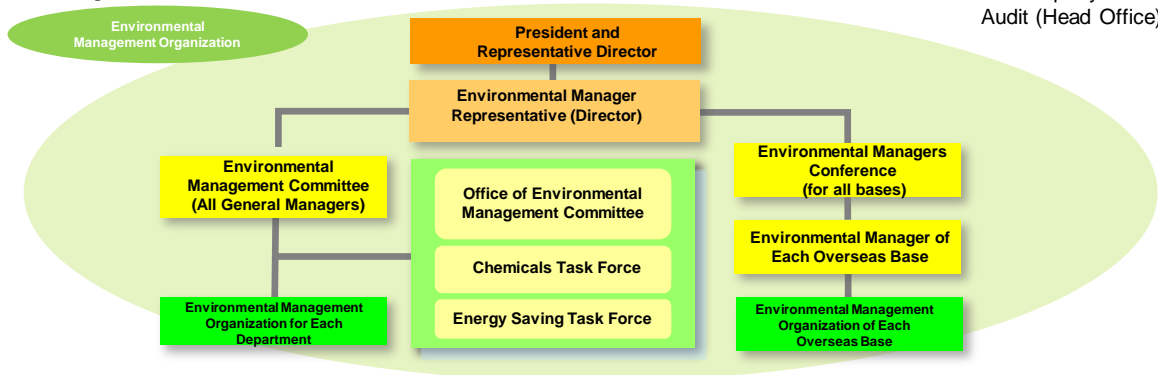 Audit (Head Office)
Environmental
Management Organization
President and
Representative Director
Environmental Manager
Representative (Director)
Environmental
Management Committee
(All General Managers)
Office of Environmental
Management Committee
Chemicals Task Force
Energy Saving Task Force
Environmental Management
Organization for Each
Department
Environmental Managers
Conference
(for all bases)
Environmental Manager of
Each Overseas Base
Environmental Management
Organization of Each
Overseas Base